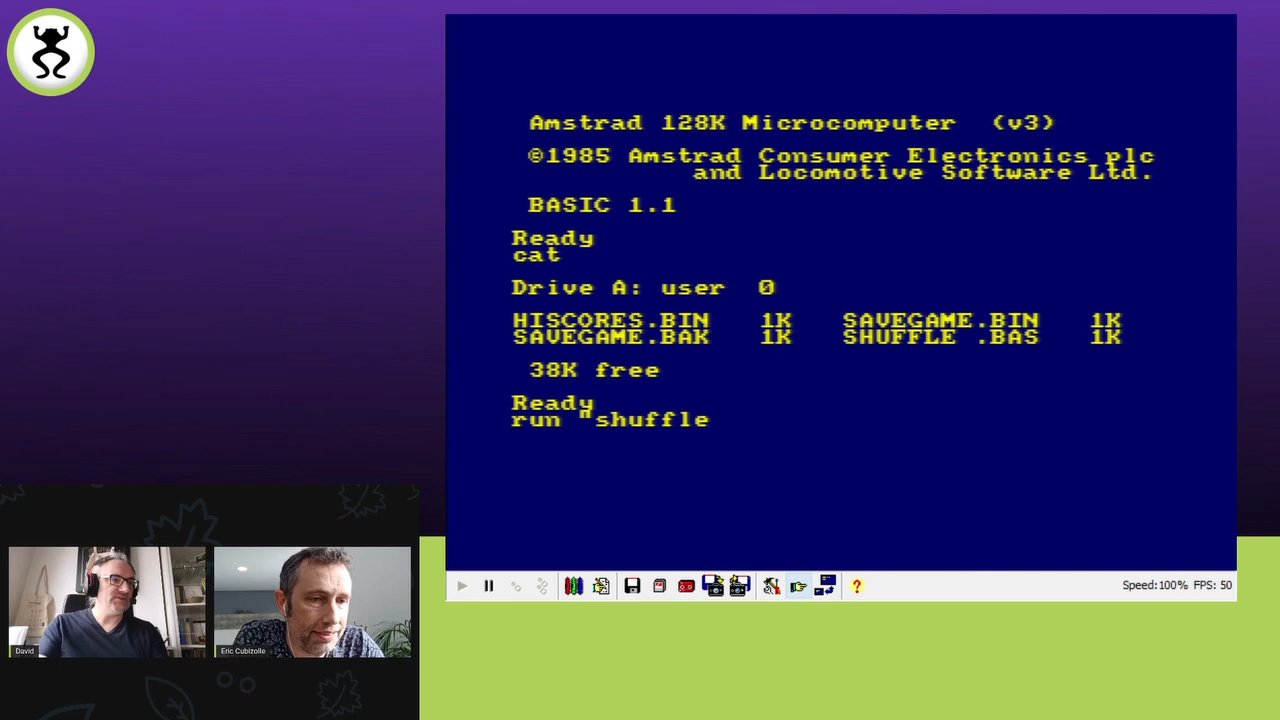 Amstrad 128K Microcomputer (v3)
©1985 Amstrad Consumer Electronics plc
and Locomotive Software Ltd.
BASIC 1.1
Ready
cat
Drive A: user 0
HISCORES.BIN 1K SAVEGAME.BIN 1K
SAVEGAME.BAK 1K SHUFFLE .BAS 1K
38K free
Ready
run "shuffle
Speed:100% FPS: 50
David
Eric Cubizolle